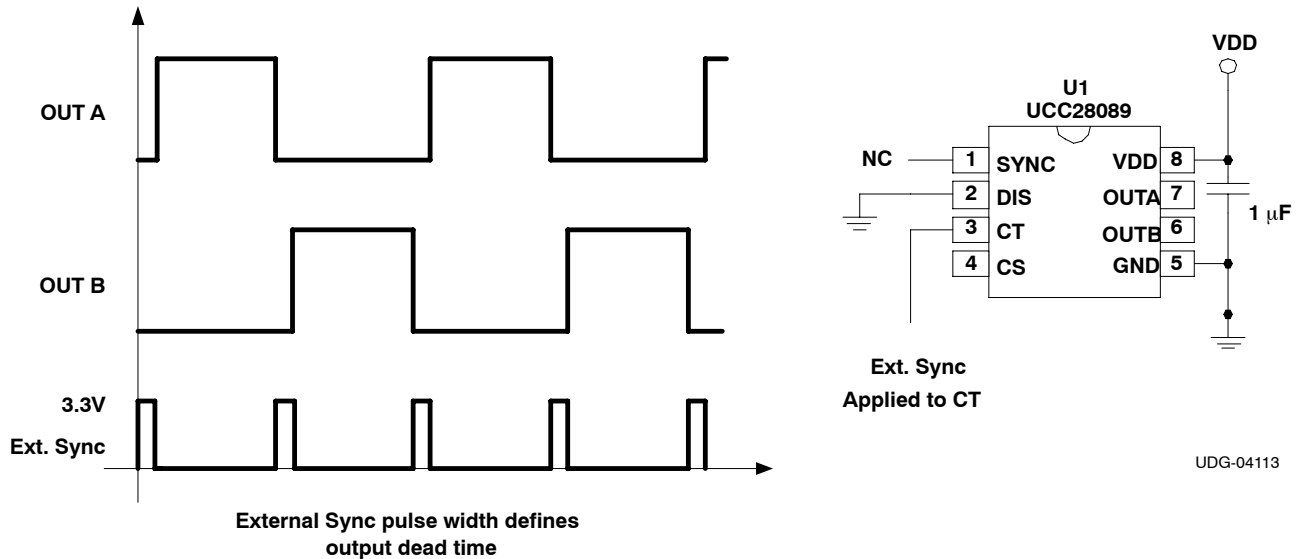 OUT A
OUT B
3.3V
Ext. Sync
External Sync pulse width defines
output dead time
VDD
U1
UCC28089
NC
1 SYNC
2 DIS
3 CT
4 CS
VDD 8
OUTA 7
OUTB 6
GND 5
1 μF
Ext. Sync
Applied to CT
UDG-04113